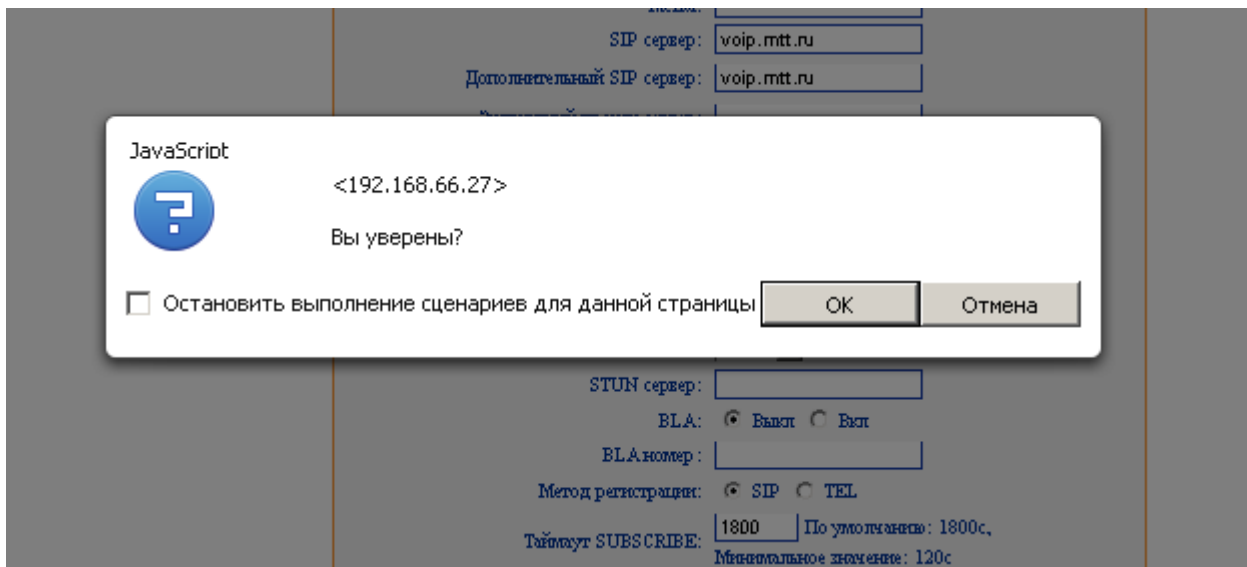 SIP сервер: voip.mtt.ru
Дополнительный SIP сервер: voip.mtt.ru
JavaScript
<192.168.66.27>
Вы уверены?
Остановить выполнение сценариев для данной страницы OK Отмена
STUN сервер:
BLA: Выкл Вкл
BLA номер :
Метод регистрации: SIP TEL
Таймаут SUBSCRIBE: 1800 По умолчанию: 1800с,
Минимальное значение: 120с